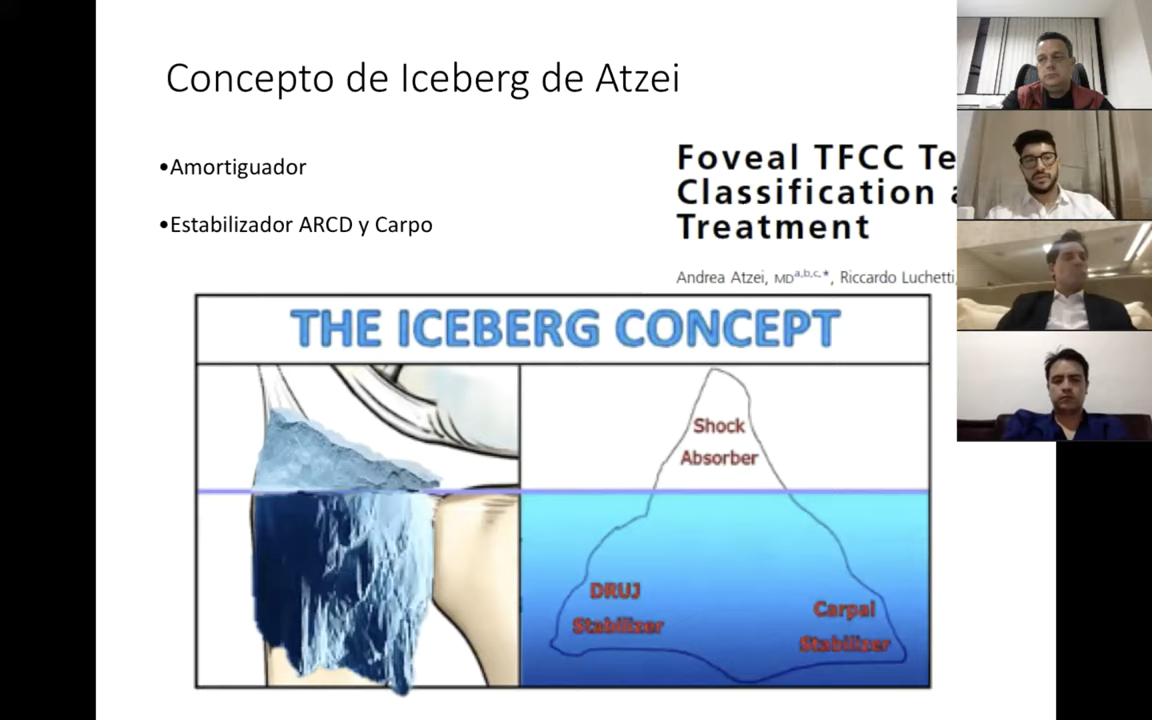 Concepto de Iceberg de Atzei
•Amortiguador
•Estabilizador ARCD y Carpo
Foveal TFCC Te
Classification
Treatment
Andrea Atzei, MDa,b,c,*, Riccardo Luchetti,
THE ICEBERG CONCEPT
Shock
Absorber
DRUJ
Stabilizer
Carpal
Stabilizer